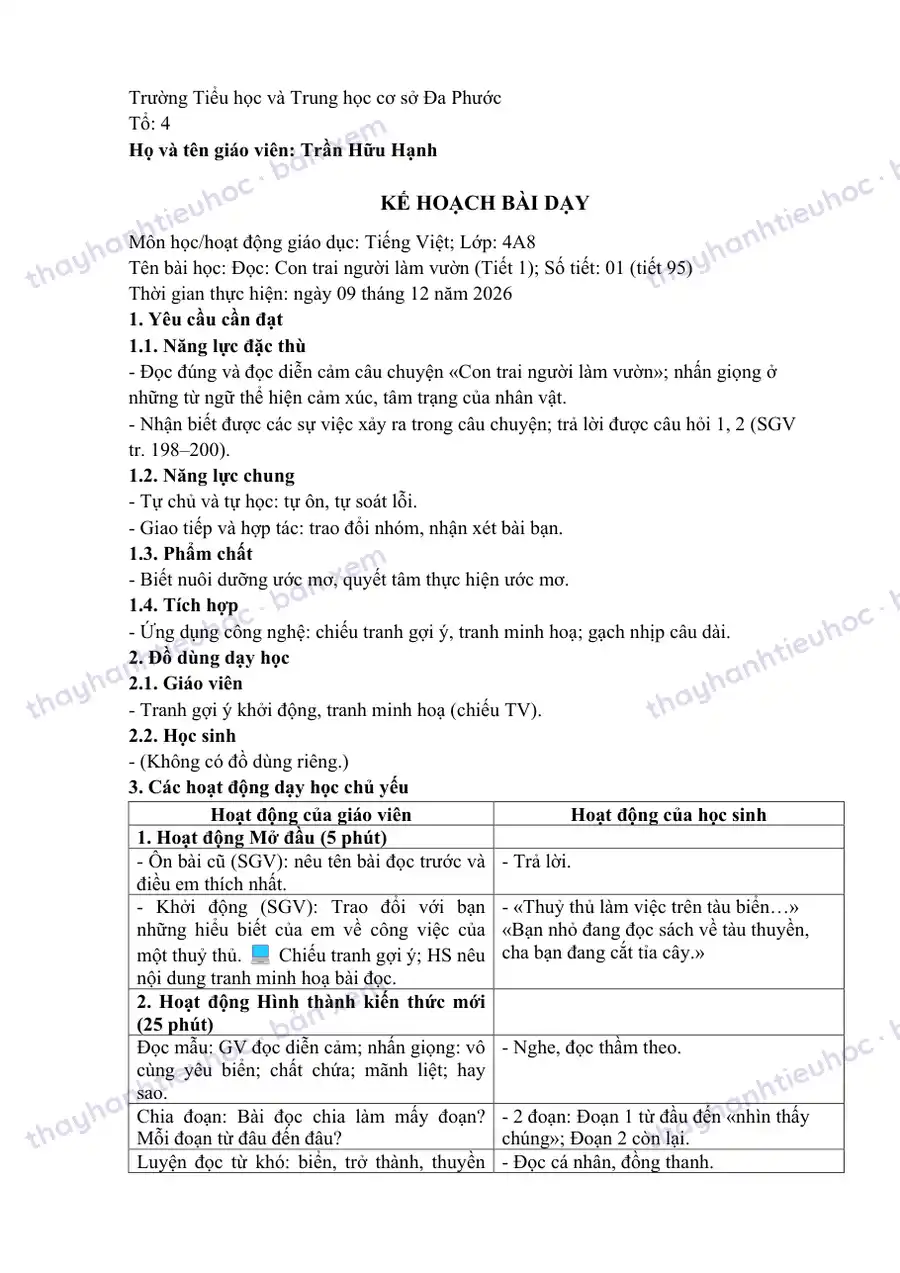 Trường Tiểu học và Trung học cơ sở Đa Phước
Tổ: 4
Họ và tên giáo viên: Trần Hữu Hạnh
KẾ HOẠCH BÀI DẠY
Môn học/hoạt động giáo dục: Tiếng Việt; Lớp: 4A8
Tên bài học: Đọc: Con trai người làm vườn (Tiết 1); Số tiết: 01 (tiết 95)
Thời gian thực hiện: ngày 09 tháng 12 năm 2026
1. Yêu cầu cần đạt
1.1. Năng lực đặc thù
- Đọc đúng và đọc diễn cảm câu chuyện «Con trai người làm vườn»; nhấn giọng ở
những từ ngữ thể hiện cảm xúc, tâm trạng của nhân vật.
- Nhận biết được các sự việc xảy ra trong câu chuyện; trả lời được câu hỏi 1, 2 (SGV
tr. 198–200).
1.2. Năng lực chung
- Tự chủ và tự học: tự ôn, tự soát lỗi.
- Giao tiếp và hợp tác: trao đổi nhóm, nhận xét bài bạn.
1.3. Phẩm chất
- Biết nuôi dưỡng ước mơ, quyết tâm thực hiện ước mơ.
1.4. Tích hợp
- Ứng dụng công nghệ: chiếu tranh gợi ý, tranh minh hoạ; gạch nhịp câu dài.
2. Đồ dùng dạy học
2.1. Giáo viên
- Tranh gợi ý khởi động, tranh minh hoạ (chiếu TV).
2.2. Học sinh
- (Không có đồ dùng riêng.)
3. Các hoạt động dạy học chủ yếu
Hoạt động của giáo viên
Hoạt động của học sinh
1. Hoạt động Mở đầu (5 phút)
- Ôn bài cũ (SGV): nêu tên bài đọc trước và
điều em thích nhất.
- Trả lời.
- Khởi động (SGV): Trao đổi với bạn
những hiểu biết của em về công việc của
một thuỷ thủ. Chiếu tranh gợi ý; HS nêu
nội dung tranh minh hoạ bài đọc.
- «Thuỷ thủ làm việc trên tàu biển…»
«Bạn nhỏ đang đọc sách về tàu thuyền,
cha bạn đang cắt tỉa cây.»
2. Hoạt động Hình thành kiến thức mới
(25 phút)
Đọc mẫu: GV đọc diễn cảm; nhấn giọng: vô
cùng yêu biển; chất chứa; mãnh liệt; hay
sao.
- Nghe, đọc thầm theo.
Chia đoạn: Bài đọc chia làm mấy đoạn?
Mỗi đoạn từ đâu đến đâu?
- 2 đoạn: Đoạn 1 từ đầu đến «nhìn thấy
chúng»; Đoạn 2 còn lại.
Luyện đọc từ khó: biển, trở thành, thuyền
- Đọc cá nhân, đồng thanh.
thayhanhtieuhoc · bản xem
thayhanhtieuhoc · b
thayhanhtieuhoc · bản xem
thayhanhtieuhoc · b
thayhanhtieuhoc · bản xem
thayhanhtieuhoc · b